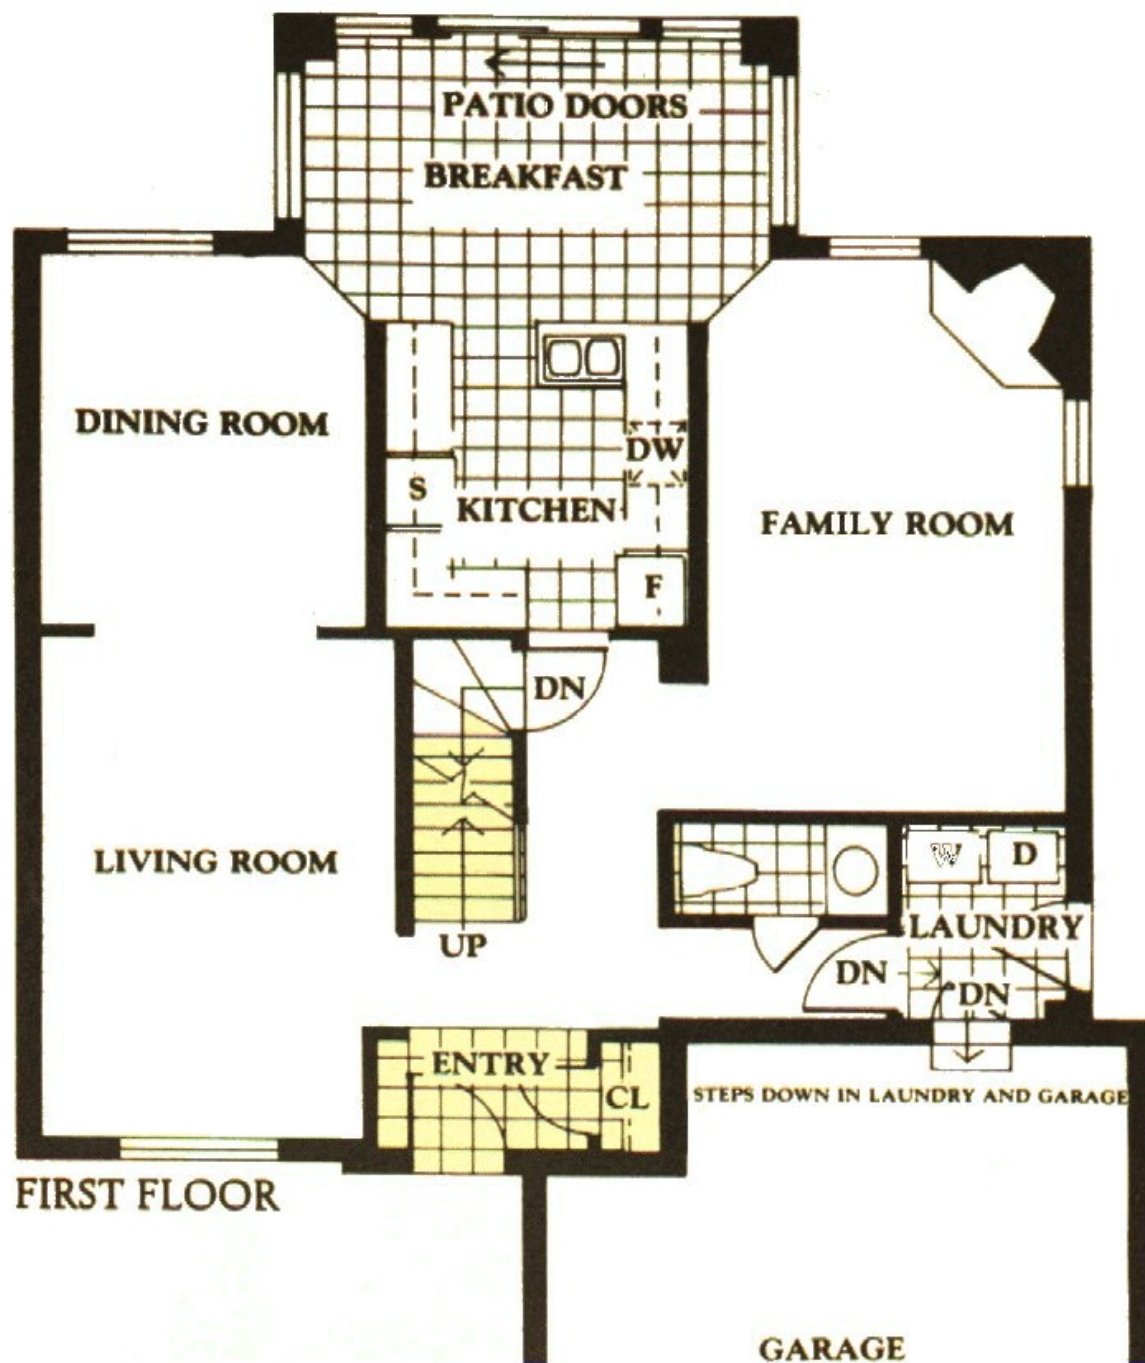 PATIO DOORS
BREAKFAST
DINING ROOM
DW
S
KITCHEN
FAMILY ROOM
F
DN
LIVING ROOM
W
D
UP
LAUNDRY
DN
DN
ENTRY
CL
STEPS DOWN IN LAUNDRY AND GARAGE
FIRST FLOOR
GARAGE